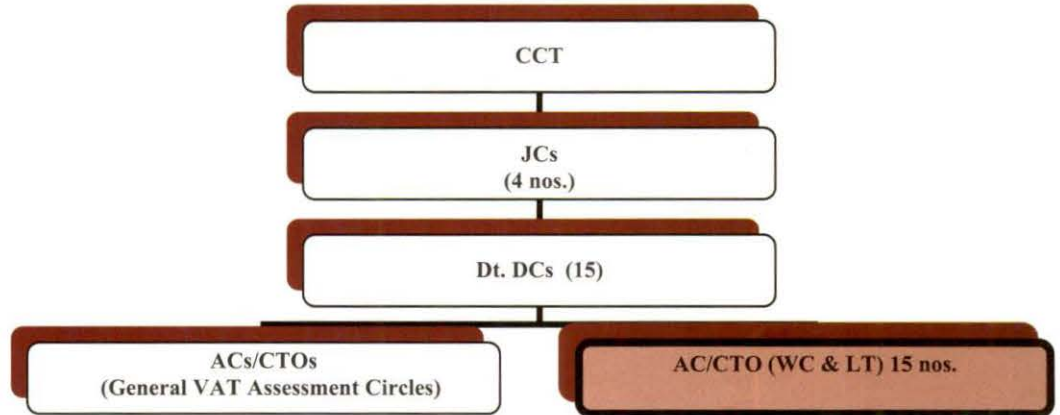 CCT
JCs
(4 nos.)
Dt. DCs (15)
ACs/CTOs
(General VAT Assessment Circles)
AC/CTO (WC & LT) 15 nos.